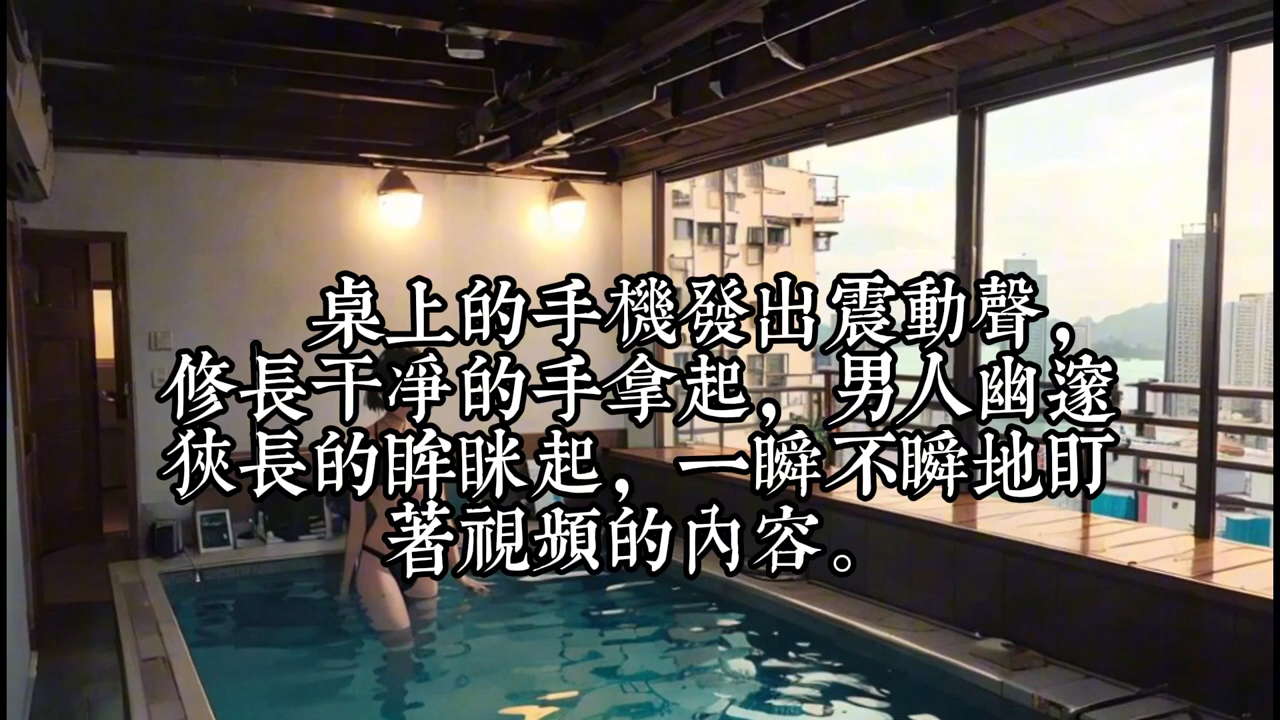 桌上的手機發出震動聲，
修長干凈的手拿起，男人幽邃
狹長的眸眯起，一瞬不瞬地盯
著視頻的內容。